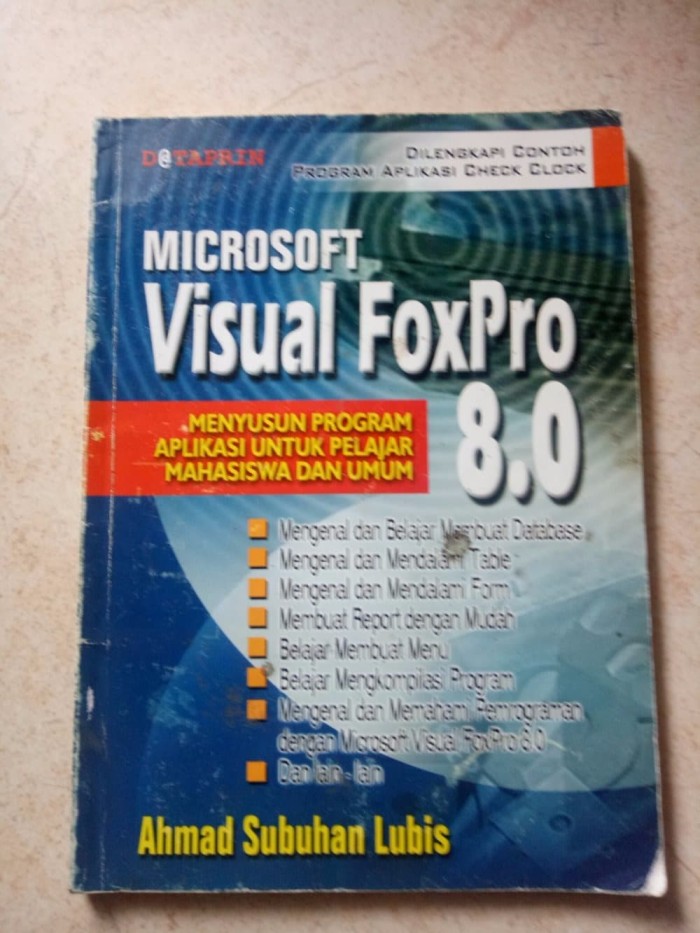 D@TAPRIN
DILENGKAPI CONTOH
PROGRAM APLIKASI CHECK CLOCK
MICROSOFT
Visual FoxPro
8.0
MENYUSUN PROGRAM
APLIKASI UNTUK PELAJAR
MAHASISWA DAN UMUM
Mengenal dan Belajar Membuat Database
Mengenal dan Mendalami Table
Mengenal dan Mendalami Form
Membuat Report dengan Mudah
Belajar Membuat Menu
Belajar Mengkompilasi Program
Mengenal dan Memahami Pemrograman
dengan Microsoft Visual FoxPro 8.0
Dan lain - lain
Ahmad Subuhan Lubis